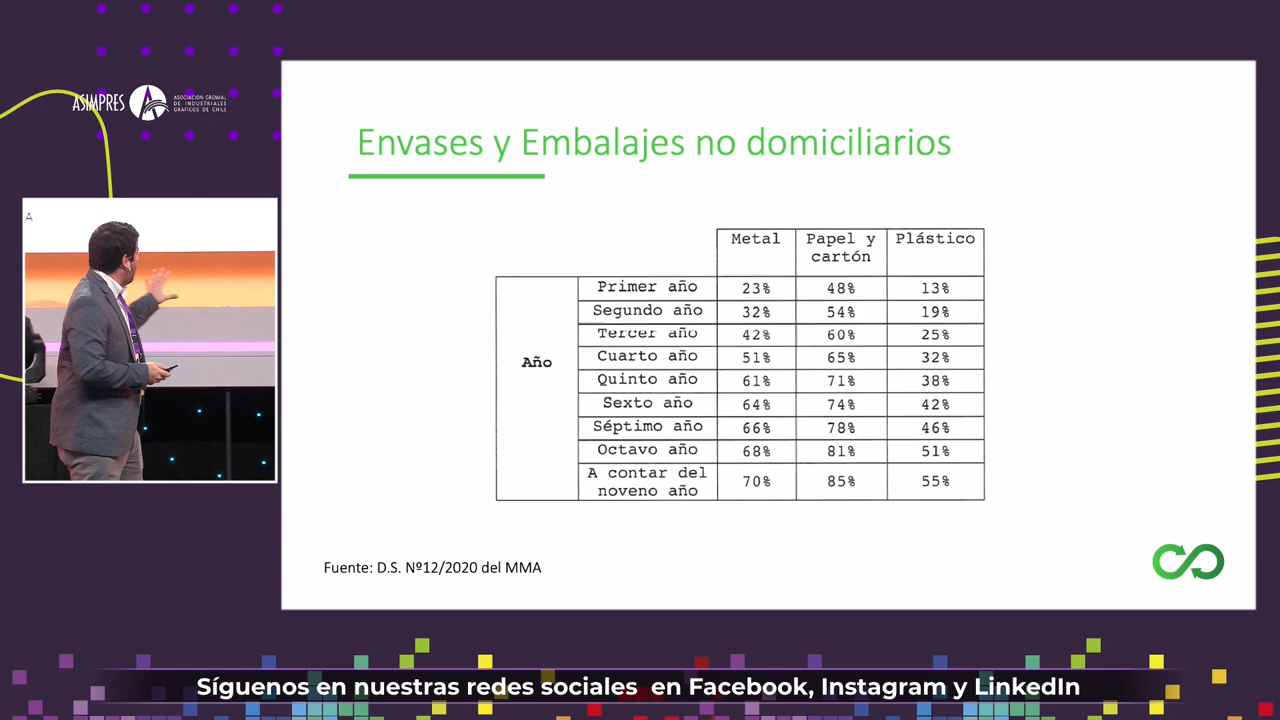 ASIMPRES
ASOCIACION GREMIAL
DE INDUSTRIALES
GRAFICOS DE CHILE
A
Envases y Embalajes no domiciliarios
Metal Papel y cartón Plástico
Año
Primer año 23% 48% 13%
Segundo año 32% 54% 19%
Tercer año 42% 60% 25%
Cuarto año 51% 65% 32%
Quinto año 61% 71% 38%
Sexto año 64% 74% 42%
Séptimo año 66% 78% 46%
Octavo año 68% 81% 51%
A contar del noveno año 70% 85% 55%
Fuente: D.S. Nº12/2020 del MMA
Síguenos en nuestras redes sociales en Facebook, Instagram y LinkedIn